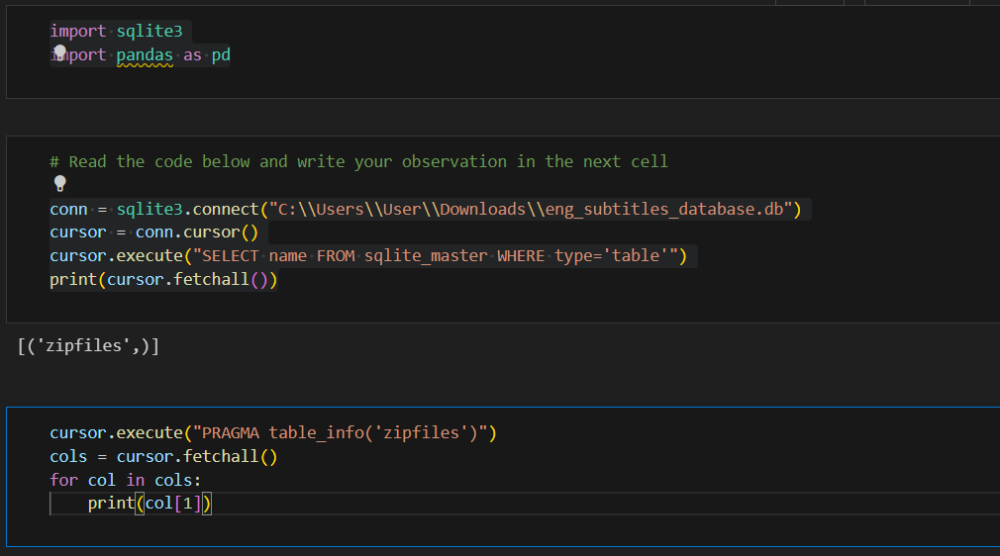 import sqlite3
import pandas as pd
# Read the code below and write your observation in the next cell
conn = sqlite3.connect("C:\\Users\\User\\Downloads\\eng_subtitles_database.db")
cursor = conn.cursor()
cursor.execute("SELECT name FROM sqlite_master WHERE type='table'")
print(cursor.fetchall())
[('zipfiles',)]
cursor.execute("PRAGMA table_info('zipfiles')")
cols = cursor.fetchall()
for col in cols:
    print(col[1])